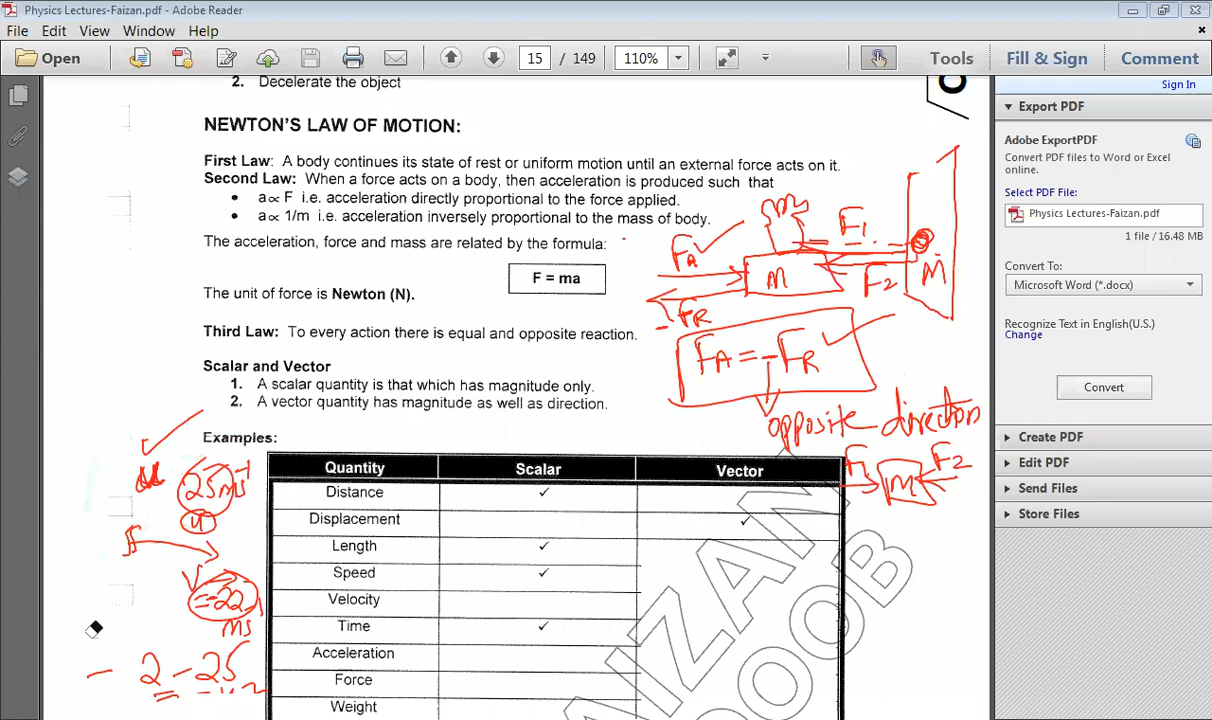 Physics Lectures-Faizan.pdf - Adobe Reader
File Edit View Window Help
Open 15 / 149 110% Tools Fill & Sign Comment
Sign In
2. Decelerate the object
NEWTON'S LAW OF MOTION:
First Law: A body continues its state of rest or uniform motion until an external force acts on it.
Second Law: When a force acts on a body, then acceleration is produced such that
• a∝ F i.e. acceleration directly proportional to the force applied.
• a∝ 1/m i.e. acceleration inversely proportional to the mass of body.
The acceleration, force and mass are related by the formula:
F = ma
The unit of force is Newton (N).
Third Law: To every action there is equal and opposite reaction.
Scalar and Vector
1. A scalar quantity is that which has magnitude only.
2. A vector quantity has magnitude as well as direction.
Examples:
Quantity Scalar Vector
Distance ✓
Displacement ✓
Length ✓
Speed ✓
Velocity
Time ✓
Acceleration
Force
Weight
FA
F1
M
F2
M
FR
FA = -FR
opposite direction
F1 M F2
25ms-1
u
V
=-22
ms
- 2 - 25
Export PDF
Adobe ExportPDF
Convert PDF files to Word or Excel
online.
Select PDF File:
Physics Lectures-Faizan.pdf
1 file / 16.48 MB
Convert To:
Microsoft Word (*.docx)
Recognize Text in English(U.S.)
Change
Convert
Create PDF
Edit PDF
Send Files
Store Files